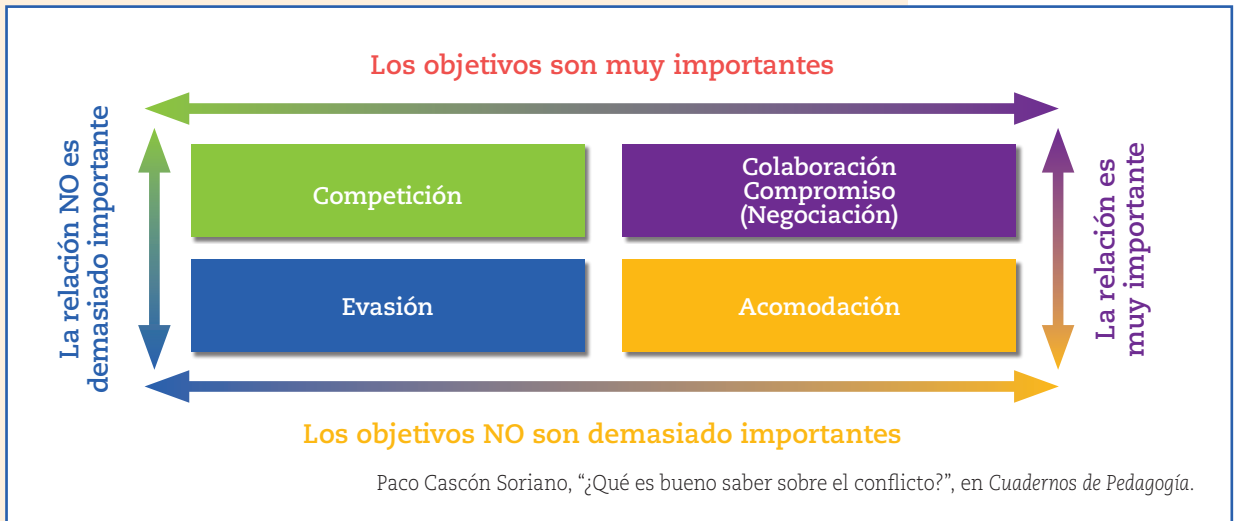 Los objetivos son muy importantes
La relación NO es
demasiado importante
Competición
Colaboración
Compromiso
(Negociación)
La relación es
muy importante
Evasión
Acomodación
Los objetivos NO son demasiado importantes
Paco Cascón Soriano, “¿Qué es bueno saber sobre el conflicto?”, en Cuadernos de Pedagogía.